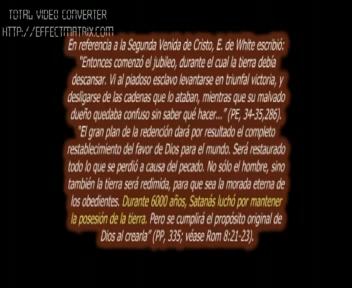 TOTAL VIDEO CONVERTER
HTTP://EFFECTMATRIX.COM
En referencia a la Segunda Venida de Cristo, E. de White escribió:
"Entonces comenzó el jubileo, durante el cual la tierra debía
descansar. Vi al piadoso esclavo levantarse en triunfal victoria, y
desligarse de las cadenas que lo ataban, mientras que su malvado
dueño quedaba confuso sin saber qué hacer..." (PE, 34-35,286).
"El gran plan de la redención dará por resultado el completo
restablecimiento del favor de Dios para el mundo. Será restaurado
todo lo que se perdió a causa del pecado. No sólo el hombre, sino
también la tierra será redimida, para que sea la morada eterna de
los obedientes. Durante 6000 años, Satanás luchó por mantener
la posesión de la tierra. Pero se cumplirá el propósito original de
Dios al crearla" (PP, 335; véase Rom 8:21-23).